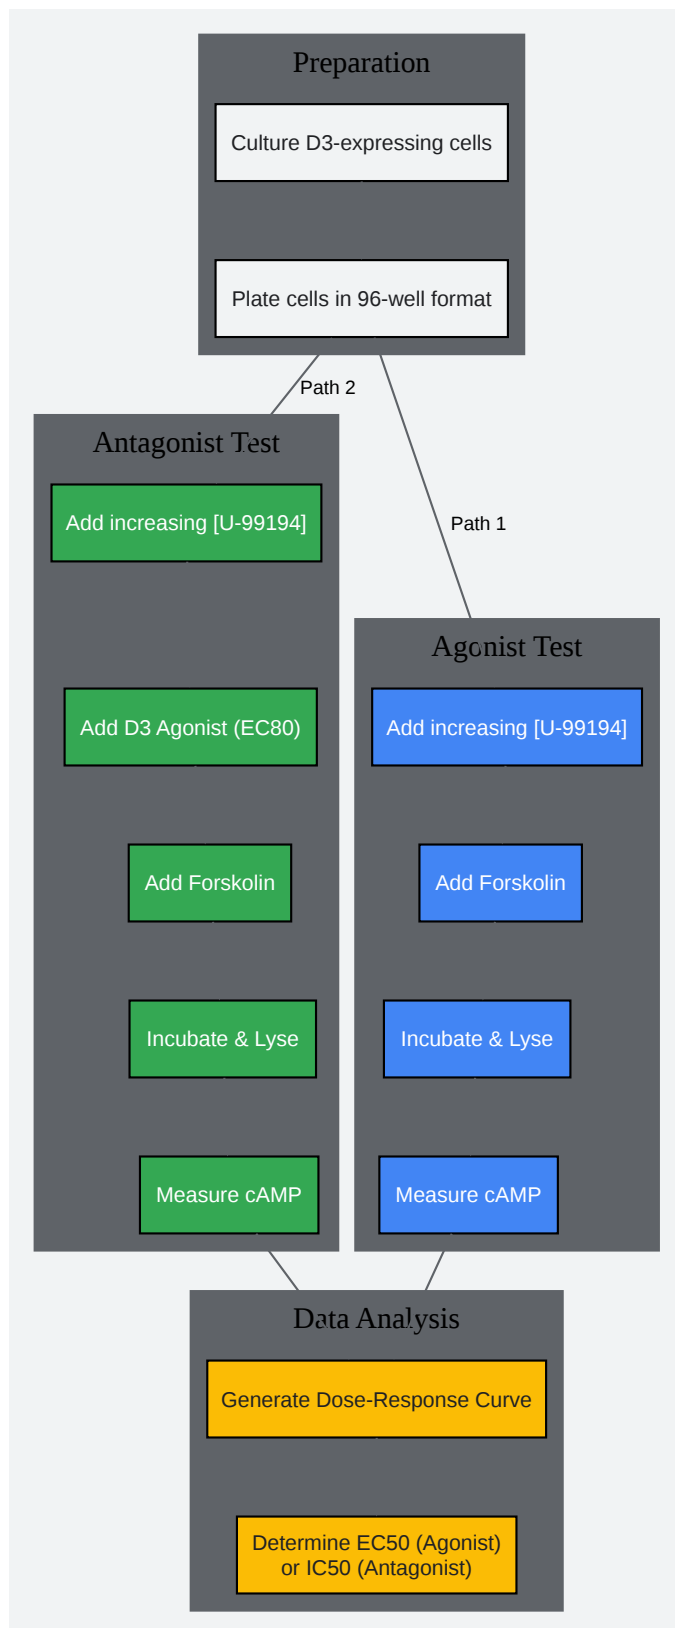 Preparation
Culture D3-expressing cells
Plate cells in 96-well format
Path 2
Path 1
Antagonist Test
Add increasing [U-99194]
Add D3 Agonist (EC80)
Add Forskolin
Incubate & Lyse
Measure cAMP
Agonist Test
Add increasing [U-99194]
Add Forskolin
Incubate & Lyse
Measure cAMP
Data Analysis
Generate Dose-Response Curve
Determine EC50 (Agonist)
or IC50 (Antagonist)